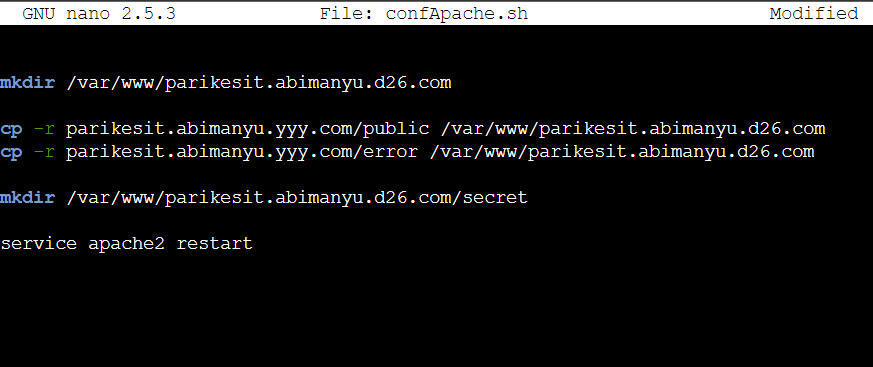 GNU nano 2.5.3 File: confApache.sh Modified
mkdir /var/www/parikesit.abimanyu.d26.com
cp -r parikesit.abimanyu.yyy.com/public /var/www/parikesit.abimanyu.d26.com
cp -r parikesit.abimanyu.yyy.com/error /var/www/parikesit.abimanyu.d26.com
mkdir /var/www/parikesit.abimanyu.d26.com/secret
service apache2 restart